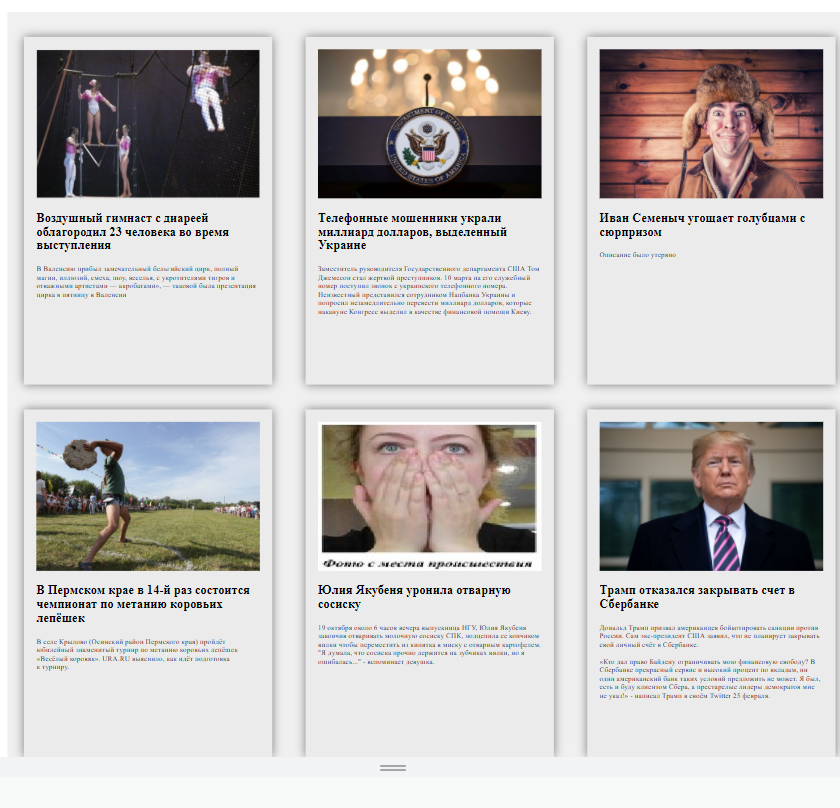 DEPARTMENT OF STATE
UNITED STATES OF AMERICA
Воздушный гимнаст с диареей
облагородил 23 человека во время
выступления
В Валенсию прибыл замечательный бельгийский цирк, полный
магии, иллюзий, смеха, шоу, веселья, с укротителями тигров и
отважными артистами — акробатами», — таковой была презентация
цирка в пятницу в Валенсии
Телефонные мошенники украли
миллиард долларов, выделенный
Украине
Заместитель руководителя Государственного департамента США Том
Джемесон стал жертвой преступников. 10 марта на его служебный
номер поступил звонок с украинского телефонного номера.
Неизвестный представился сотрудником Нацбанка Украины и
попросил незамедлительно перевести миллиард долларов, которые
накануне Конгресс выделил в качестве финансовой помощи Киеву.
Иван Семеныч угощает голубцами с
сюрпризом
Описание было утеряно
В Пермском крае в 14-й раз состоится
чемпионат по метанию коровьих
лепёшек
В селе Крылово (Осинский район Пермского края) пройдёт
юбилейный знаменитый турнир по метанию коровьих лепёшек
«Весёлый коровяк». URA.RU выяснило, как идёт подготовка
к турниру.
Фото с места происшествия
Юлия Якубеня уронила отварную
сосиску
19 октября около 6 часов вечера выпускница НГУ, Юлия Якубеня
закончив отваривать молочную сосиску СПК, подцепила ее кончиком
вилки чтобы переместить из кипятка в миску с отварным картофелем.
"Я думала, что сосиска прочно держится на зубчиках вилки, но я
ошибалась..." - вспоминает девушка.
Трамп отказался закрывать счет в
Сбербанке
Дональд Трамп призвал американцев бойкотировать санкции против
России. Сам экс-президент США заявил, что не планирует закрывать
свой личный счёт в Сбербанке.
«Кто дал право Байдену ограничивать мою финансовую свободу? В
Сбербанке прекрасный сервис и высокий процент по вкладам, ни
один американский банк таких условий предложить не может. Я был,
есть и буду клиентом Сбера, а престарелые лидеры демократов мне
не указ!» - написал Трамп в своём Twitter 25 февраля.